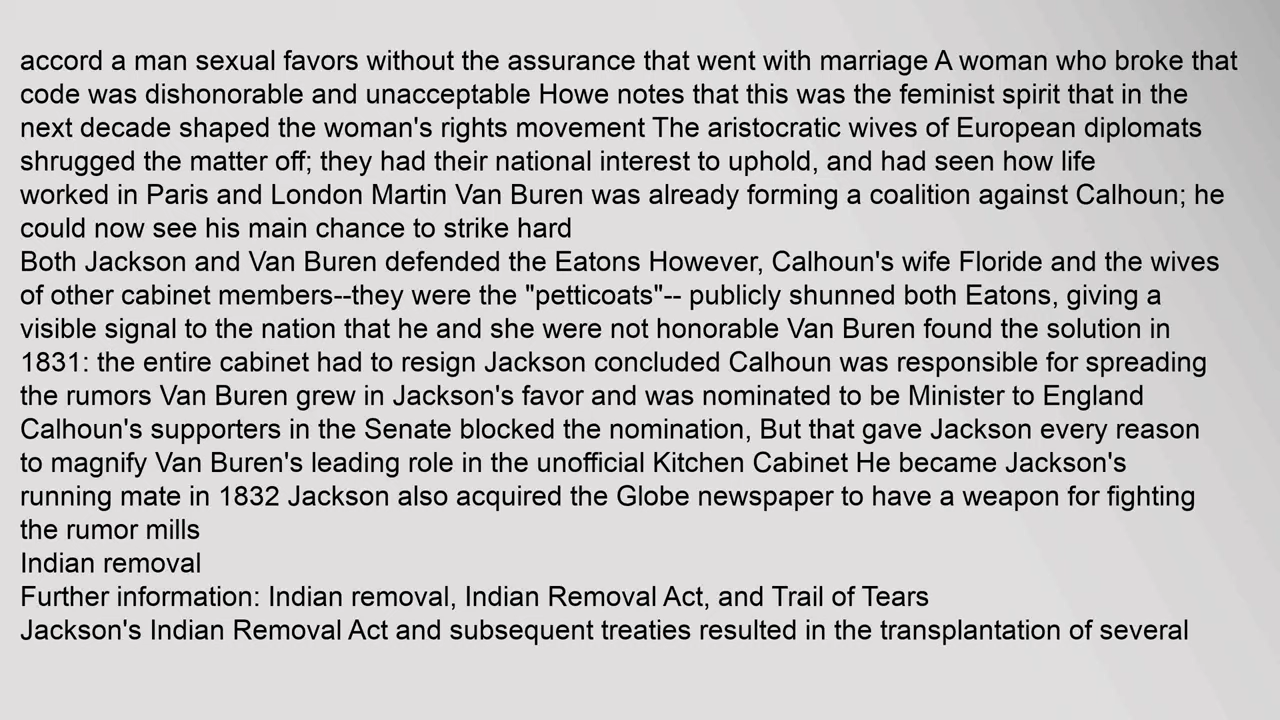 accord a man sexual favors without the assurance that went with marriage A woman who broke that
code was dishonorable and unacceptable Howe notes that this was the feminist spirit that in the
next decade shaped the woman's rights movement The aristocratic wives of European diplomats
shrugged the matter off; they had their national interest to uphold, and had seen how life
worked in Paris and London Martin Van Buren was already forming a coalition against Calhoun; he
could now see his main chance to strike hard
Both Jackson and Van Buren defended the Eatons However, Calhoun's wife Floride and the wives
of other cabinet members--they were the "petticoats"-- publicly shunned both Eatons, giving a
visible signal to the nation that he and she were not honorable Van Buren found the solution in
1831: the entire cabinet had to resign Jackson concluded Calhoun was responsible for spreading
the rumors Van Buren grew in Jackson's favor and was nominated to be Minister to England
Calhoun's supporters in the Senate blocked the nomination, But that gave Jackson every reason
to magnify Van Buren's leading role in the unofficial Kitchen Cabinet He became Jackson's
running mate in 1832 Jackson also acquired the Globe newspaper to have a weapon for fighting
the rumor mills
Indian removal
Further information: Indian removal, Indian Removal Act, and Trail of Tears
Jackson's Indian Removal Act and subsequent treaties resulted in the transplantation of several